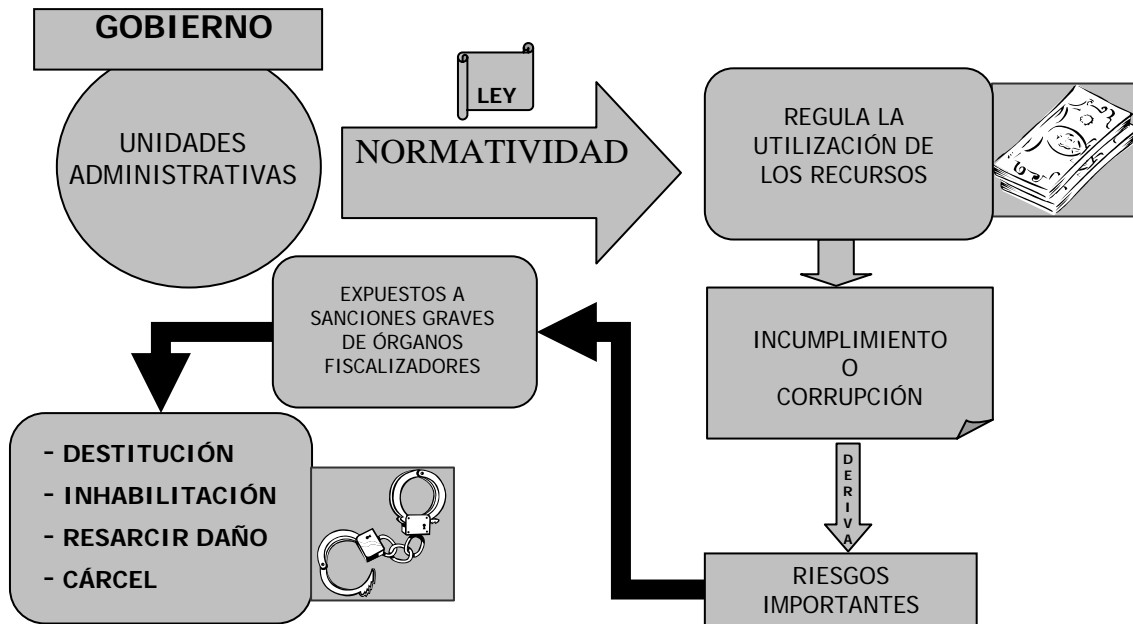 GOBIERNO
UNIDADES
ADMINISTRATIVAS
LEY
NORMATIVIDAD
REGULA LA
UTILIZACIÓN DE
LOS RECURSOS
INCUMPLIMIENTO
O
CORRUPCIÓN
DERIVA
RIESGOS
IMPORTANTES
EXPUESTOS A
SANCIONES GRAVES
DE ÓRGANOS
FISCALIZADORES
- DESTITUCIÓN
- INHABILITACIÓN
- RESARCIR DAÑO
- CÁRCEL